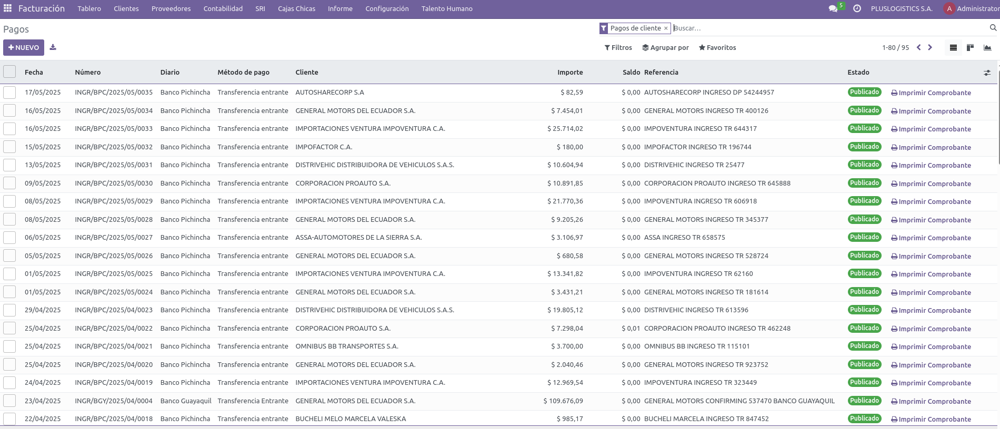 Facturación Tablero Clientes Proveedores Contabilidad SRI Cajas Chicas Informe Configuración Talento Humano 5 PLUSLOGISTICS S.A. A Administrator
Pagos Pagos de cliente × Buscar...
NUEVO Filtros Agrupar por Favoritos 1-80 / 95
Fecha Número Diario Método de pago Cliente Importe Saldo Referencia Estado
17/05/2025 INGR/BPC/2025/05/0035 Banco Pichincha Transferencia entrante AUTOSHARECORP S.A $ 82,59 $ 0,00 AUTOSHARECORP INGRESO DP 54244957 Publicado Imprimir Comprobante
16/05/2025 INGR/BPC/2025/05/0034 Banco Pichincha Transferencia entrante GENERAL MOTORS DEL ECUADOR S.A. $ 7.454,01 $ 0,00 GENERAL MOTORS INGRESO TR 400126 Publicado Imprimir Comprobante
16/05/2025 INGR/BPC/2025/05/0033 Banco Pichincha Transferencia entrante IMPORTACIONES VENTURA IMPOVENTURA C.A. $ 25.714,02 $ 0,00 IMPOVENTURA INGRESO TR 644317 Publicado Imprimir Comprobante
15/05/2025 INGR/BPC/2025/05/0032 Banco Pichincha Transferencia entrante IMPOFACTOR C.A. $ 180,00 $ 0,00 IMPOFACTOR INGRESO TR 196744 Publicado Imprimir Comprobante
13/05/2025 INGR/BPC/2025/05/0031 Banco Pichincha Transferencia entrante DISTRIVEHIC DISTRIBUIDORA DE VEHICULOS S.A.S. $ 10.604,94 $ 0,00 DISTRIVEHIC INGRESO TR 25477 Publicado Imprimir Comprobante
09/05/2025 INGR/BPC/2025/05/0030 Banco Pichincha Transferencia entrante CORPORACION PROAUTO S.A. $ 10.891,85 $ 0,00 CORPORACION PROAUTO INGRESO TR 645888 Publicado Imprimir Comprobante
08/05/2025 INGR/BPC/2025/05/0029 Banco Pichincha Transferencia entrante IMPORTACIONES VENTURA IMPOVENTURA C.A. $ 21.770,36 $ 0,00 IMPOVENTURA INGRESO TR 606918 Publicado Imprimir Comprobante
08/05/2025 INGR/BPC/2025/05/0028 Banco Pichincha Transferencia entrante GENERAL MOTORS DEL ECUADOR S.A. $ 9.205,26 $ 0,00 GENERAL MOTORS INGRESO TR 345377 Publicado Imprimir Comprobante
06/05/2025 INGR/BPC/2025/05/0027 Banco Pichincha Transferencia entrante ASSA-AUTOMOTORES DE LA SIERRA S.A. $ 3.106,97 $ 0,00 ASSA INGRESO TR 658575 Publicado Imprimir Comprobante
05/05/2025 INGR/BPC/2025/05/0026 Banco Pichincha Transferencia entrante GENERAL MOTORS DEL ECUADOR S.A. $ 680,58 $ 0,00 GENERAL MOTORS INGRESO TR 528724 Publicado Imprimir Comprobante
01/05/2025 INGR/BPC/2025/05/0025 Banco Pichincha Transferencia entrante IMPORTACIONES VENTURA IMPOVENTURA C.A. $ 13.341,82 $ 0,00 IMPOVENTURA INGRESO TR 62160 Publicado Imprimir Comprobante
01/05/2025 INGR/BPC/2025/05/0024 Banco Pichincha Transferencia entrante GENERAL MOTORS DEL ECUADOR S.A. $ 3.431,21 $ 0,00 GENERAL MOTORS INGRESO TR 181614 Publicado Imprimir Comprobante
29/04/2025 INGR/BPC/2025/04/0023 Banco Pichincha Transferencia entrante DISTRIVEHIC DISTRIBUIDORA DE VEHICULOS S.A.S. $ 19.805,12 $ 0,00 DISTRIVEHIC INGRESO TR 613596 Publicado Imprimir Comprobante
25/04/2025 INGR/BPC/2025/04/0022 Banco Pichincha Transferencia entrante CORPORACION PROAUTO S.A. $ 7.298,04 $ 0,01 CORPORACION PROAUTO INGRESO TR 462248 Publicado Imprimir Comprobante
25/04/2025 INGR/BPC/2025/04/0021 Banco Pichincha Transferencia entrante OMNIBUS BB TRANSPORTES S.A. $ 3.700,00 $ 0,00 OMNIBUS BB INGRESO TR 115101 Publicado Imprimir Comprobante
25/04/2025 INGR/BPC/2025/04/0020 Banco Pichincha Transferencia entrante GENERAL MOTORS DEL ECUADOR S.A. $ 2.040,46 $ 0,00 GENERAL MOTORS INGRESO TR 923752 Publicado Imprimir Comprobante
24/04/2025 INGR/BPC/2025/04/0019 Banco Pichincha Transferencia entrante IMPORTACIONES VENTURA IMPOVENTURA C.A. $ 12.969,54 $ 0,00 IMPOVENTURA INGRESO TR 323449 Publicado Imprimir Comprobante
23/04/2025 INGR/BGY/2025/04/0004 Banco Guayaquil Transferencia Entrante GENERAL MOTORS DEL ECUADOR S.A. $ 109.676,09 $ 0,00 GENERAL MOTORS CONFIRMING 537470 BANCO GUAYAQUIL Publicado Imprimir Comprobante
22/04/2025 INGR/BPC/2025/04/0018 Banco Pichincha Transferencia entrante BUCHELI MELO MARCELA VALESKA $ 985,17 $ 0,00 BUCHELI MARCELA INGRESO TR 847452 Publicado Imprimir Comprobante